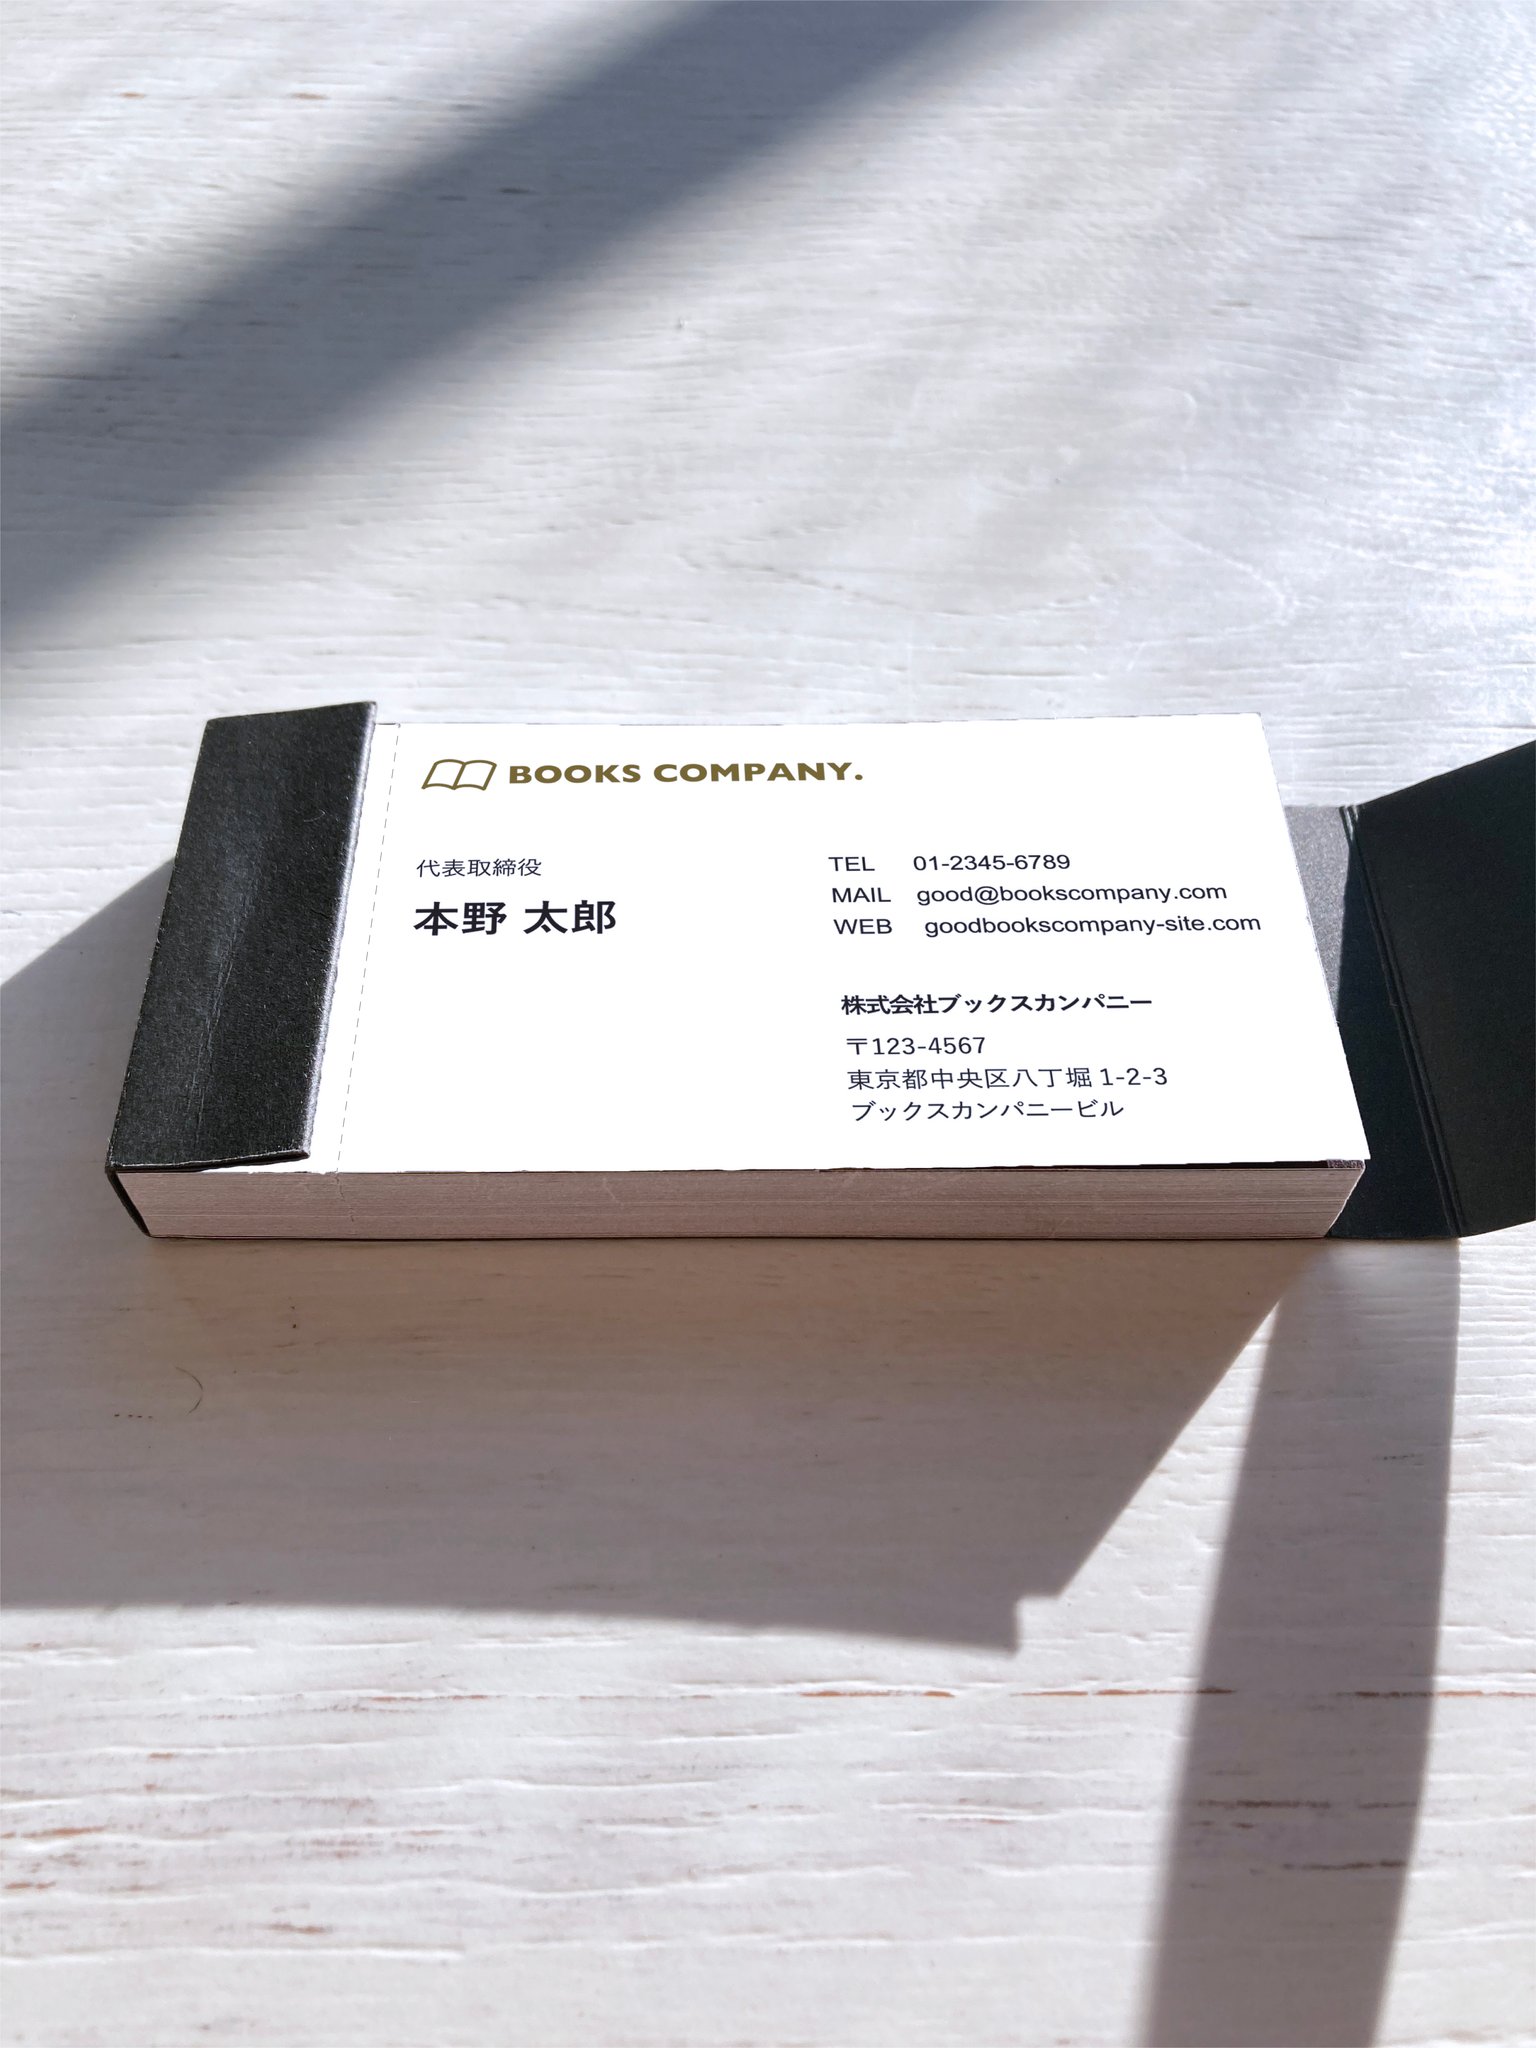 BOOKS COMPANY.
代表取締役
本野 太郎
TEL 01-2345-6789
MAIL good@bookscompany.com
WEB goodbookscompany-site.com
株式会社ブックスカンパニー
〒123-4567
東京都中央区八丁堀 1-2-3
ブックスカンパニービル